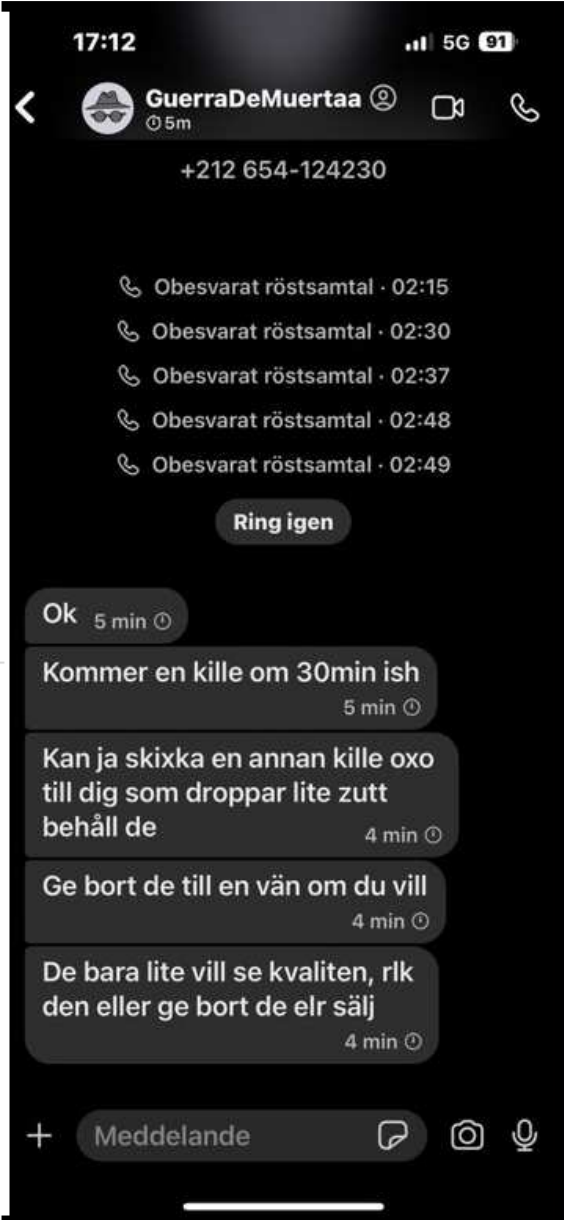 17:12
5G 91
GuerraDeMuertaa
5m
+212 654-124230
Obesvarat röstsamtal · 02:15
Obesvarat röstsamtal · 02:30
Obesvarat röstsamtal · 02:37
Obesvarat röstsamtal · 02:48
Obesvarat röstsamtal · 02:49
Ring igen
Ok 5 min
Kommer en kille om 30min ish
5 min
Kan ja skixka en annan kille oxo
till dig som droppar lite zutt
behåll de 4 min
Ge bort de till en vän om du vill
4 min
De bara lite vill se kvaliten, rlk
den eller ge bort de elr sälj
4 min
Meddelande